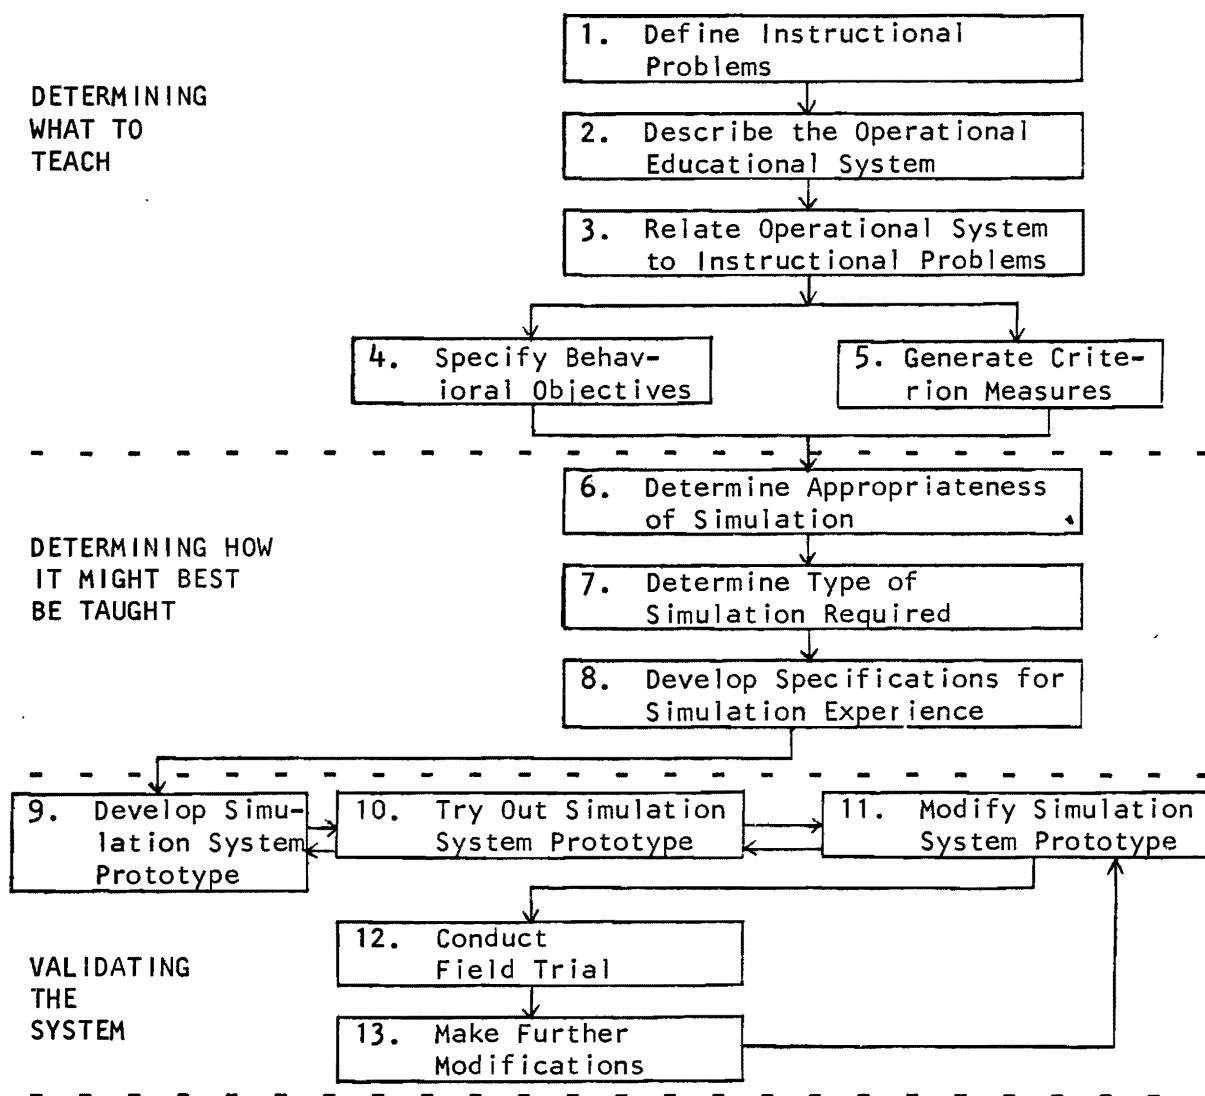 DETERMINING
WHAT TO
TEACH
1. Define Instructional
Problems
2. Describe the Operational
Educational System
3. Relate Operational System
to Instructional Problems
4. Specify Behav-
ioral Objectives
5. Generate Crite-
rion Measures
DETERMINING HOW
IT MIGHT BEST
BE TAUGHT
6. Determine Appropriateness
of Simulation
7. Determine Type of
Simulation Required
8. Develop Specifications for
Simulation Experience
9. Develop Simu-
lation System
Prototype
10. Try Out Simulation
System Prototype
11. Modify Simulation
System Prototype
VALIDATING
THE
SYSTEM
12. Conduct
Field Trial
13. Make Further
Modifications